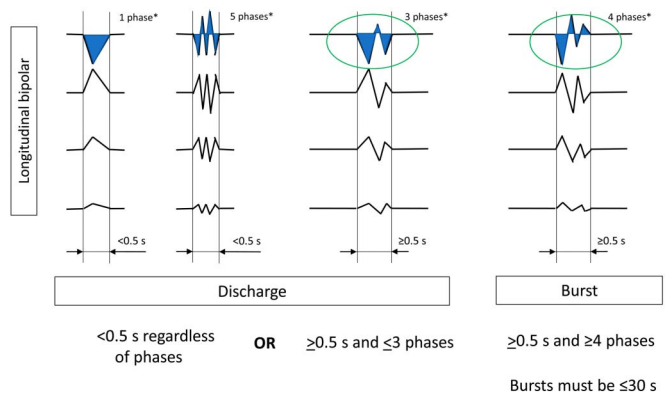 1 phase*
5 phases*
3 phases*
4 phases*
Longitudinal bipolar
<0.5 s
<0.5 s
≥0.5 s
≥0.5 s
Discharge
Burst
<0.5 s regardless
of phases
OR
≥0.5 s and ≤3 phases
≥0.5 s and ≥4 phases
Bursts must be ≤30 s